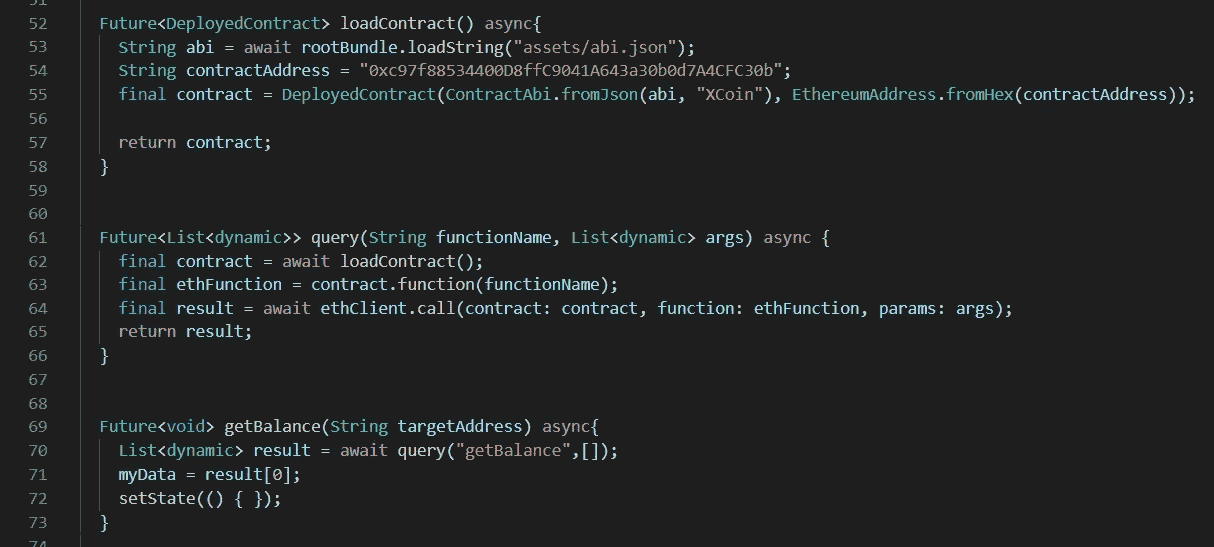 52 Future<DeployedContract> loadContract() async{
53 String abi = await rootBundle.loadString("assets/abi.json");
54 String contractAddress = "0xc97f88534400D8ffC9041A643a30b0d7A4CFC30b";
55 final contract = DeployedContract(ContractAbi.fromJson(abi, "XCoin"), EthereumAddress.fromHex(contractAddress));
56
57 return contract;
58 }
59
60
61 Future<List<dynamic>> query(String functionName, List<dynamic> args) async {
62 final contract = await loadContract();
63 final ethFunction = contract.function(functionName);
64 final result = await ethClient.call(contract: contract, function: ethFunction, params: args);
65 return result;
66 }
67
68
69 Future<void> getBalance(String targetAddress) async{
70 List<dynamic> result = await query("getBalance",[]);
71 myData = result[0];
72 setState(() { });
73 }
74